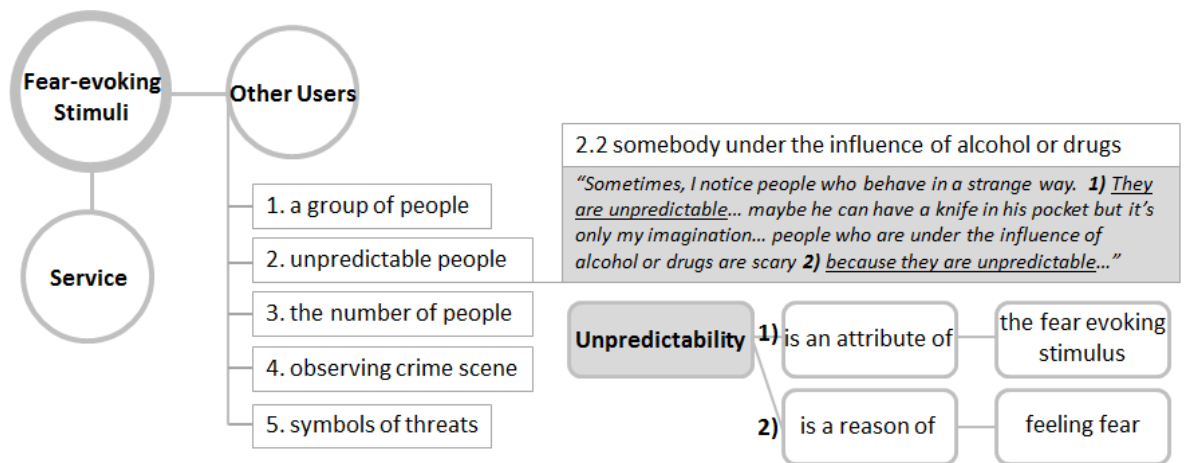 Fear-evoking
Stimuli
Other Users
Service
1. a group of people
2. unpredictable people
3. the number of people
4. observing crime scene
5. symbols of threats
2.2 somebody under the influence of alcohol or drugs
“Sometimes, I notice people who behave in a strange way. 1) They
are unpredictable… maybe he can have a knife in his pocket but it’s
only my imagination… people who are under the influence of
alcohol or drugs are scary 2) because they are unpredictable…”
Unpredictability
1) is an attribute of
the fear evoking
stimulus
2) is a reason of
feeling fear